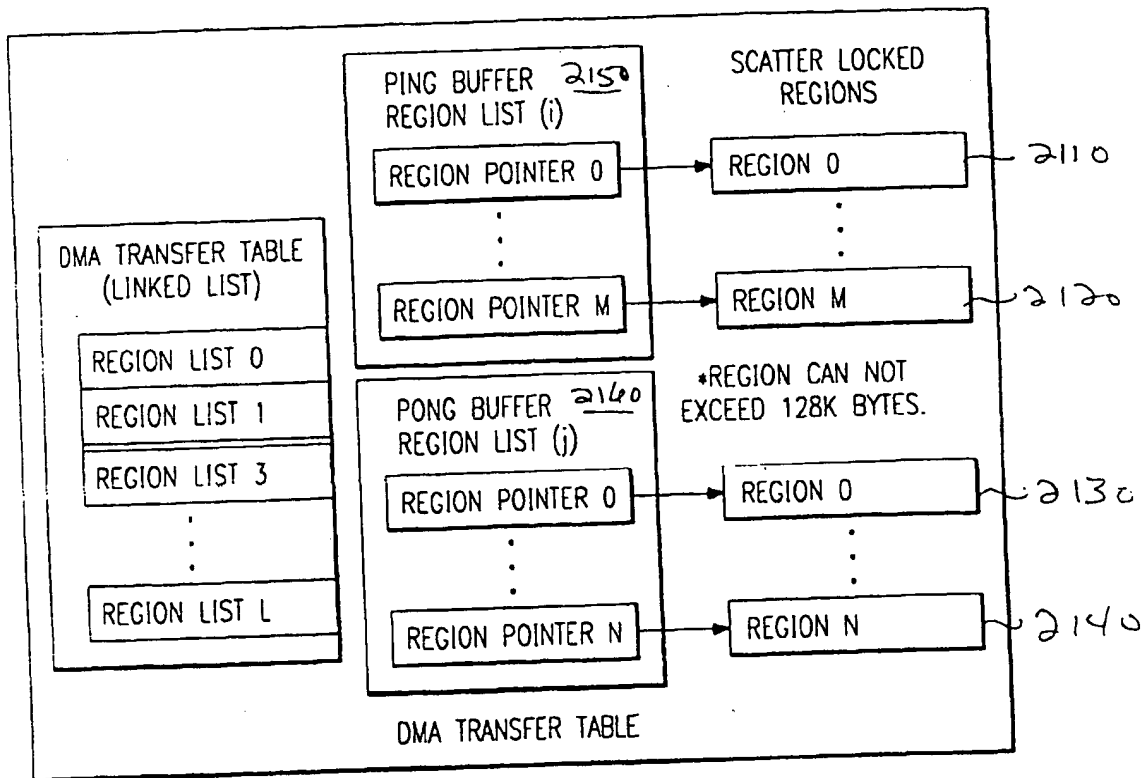 PING BUFFER 2150
REGION LIST (i)
REGION POINTER 0
REGION POINTER M
SCATTER LOCKED
REGIONS
REGION 0
2110
REGION M
2120
*REGION CAN NOT
EXCEED 128K BYTES.
DMA TRANSFER TABLE
(LINKED LIST)
REGION LIST 0
REGION LIST 1
REGION LIST 3
REGION LIST L
PONG BUFFER 2160
REGION LIST (j)
REGION POINTER 0
REGION POINTER N
REGION 0
2130
REGION N
2140
DMA TRANSFER TABLE